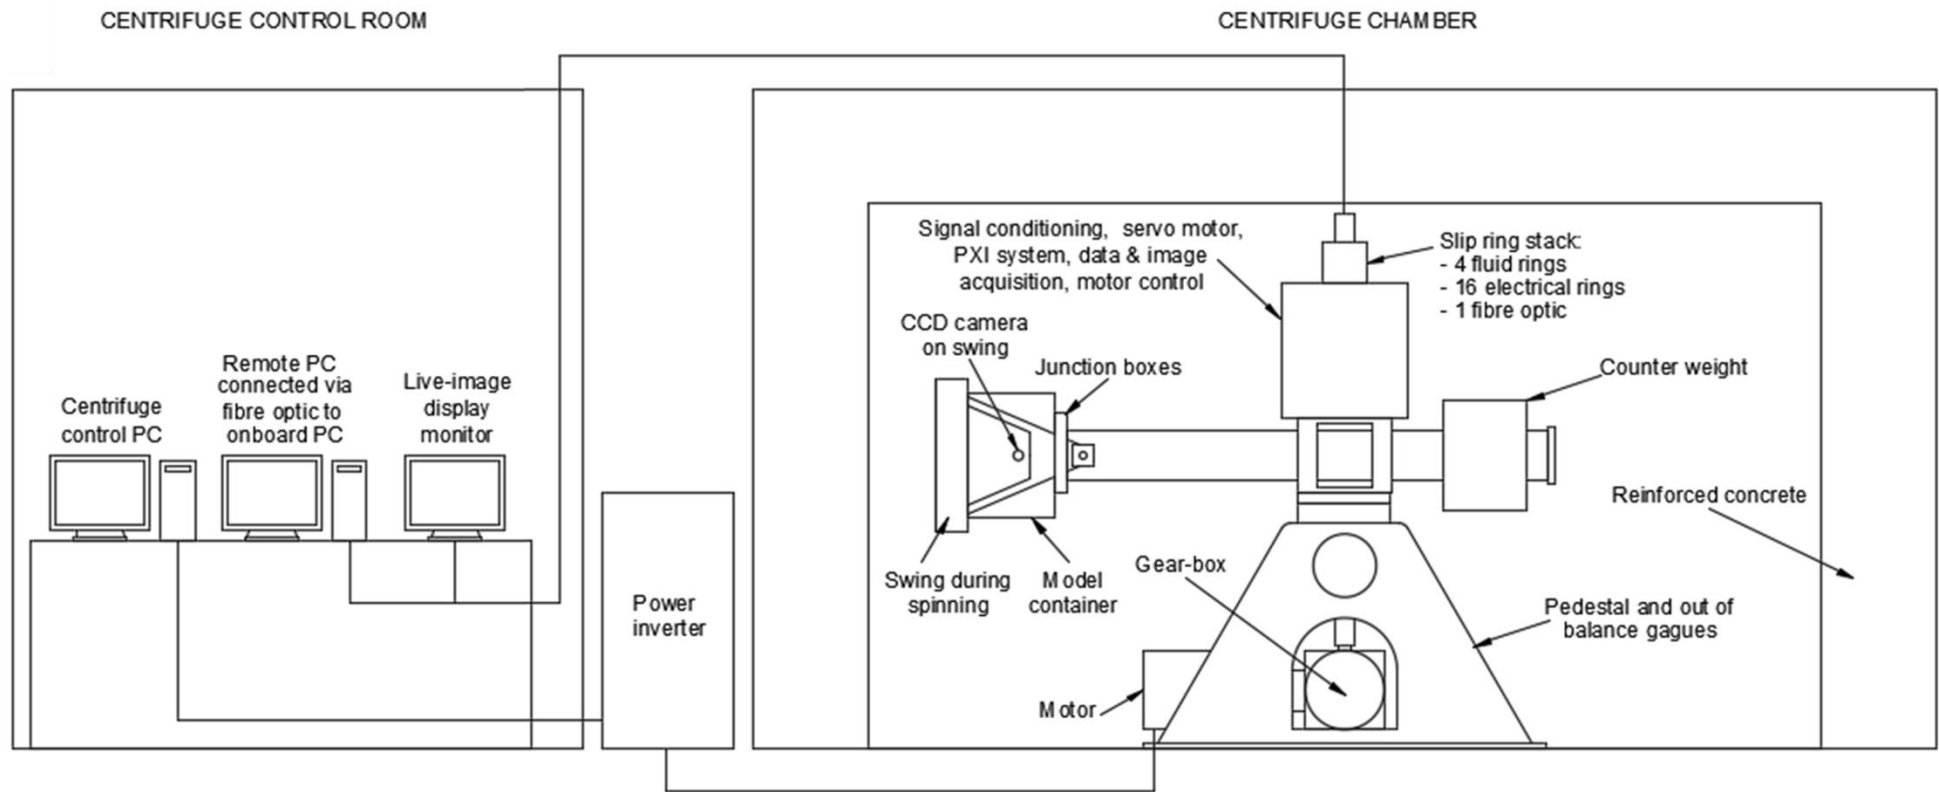 CENTRIFUGE CONTROL ROOM
CENTRIFUGE CHAMBER
Signal conditioning, servo motor,
PXI system, data & image
acquisition, motor control
Slip ring stack:
- 4 fluid rings
- 16 electrical rings
- 1 fibre optic
CCD camera
on swing
Junction boxes
Counter weight
Remote PC
connected via
fibre optic to
onboard PC
Live-image
display
monitor
Centrifuge
control PC
Reinforced concrete
Swing during
spinning
Model
container
Gear-box
Power
inverter
Pedestal and out of
balance gagues
Motor